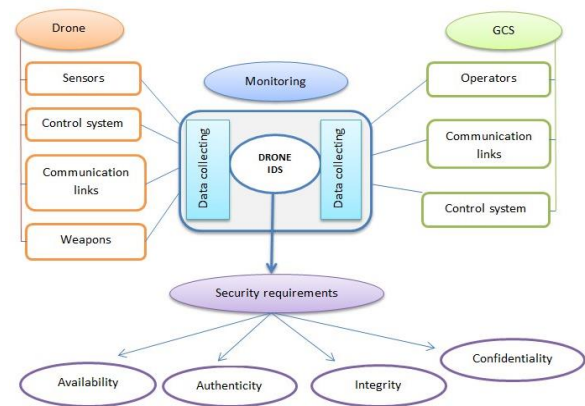 Drone
GCS
Monitoring
Sensors
Control system
Communication
links
Weapons
Data collecting
DRONE
IDS
Data collecting
Operators
Communication
links
Control system
Security requirements
Availability
Authenticity
Integrity
Confidentiality